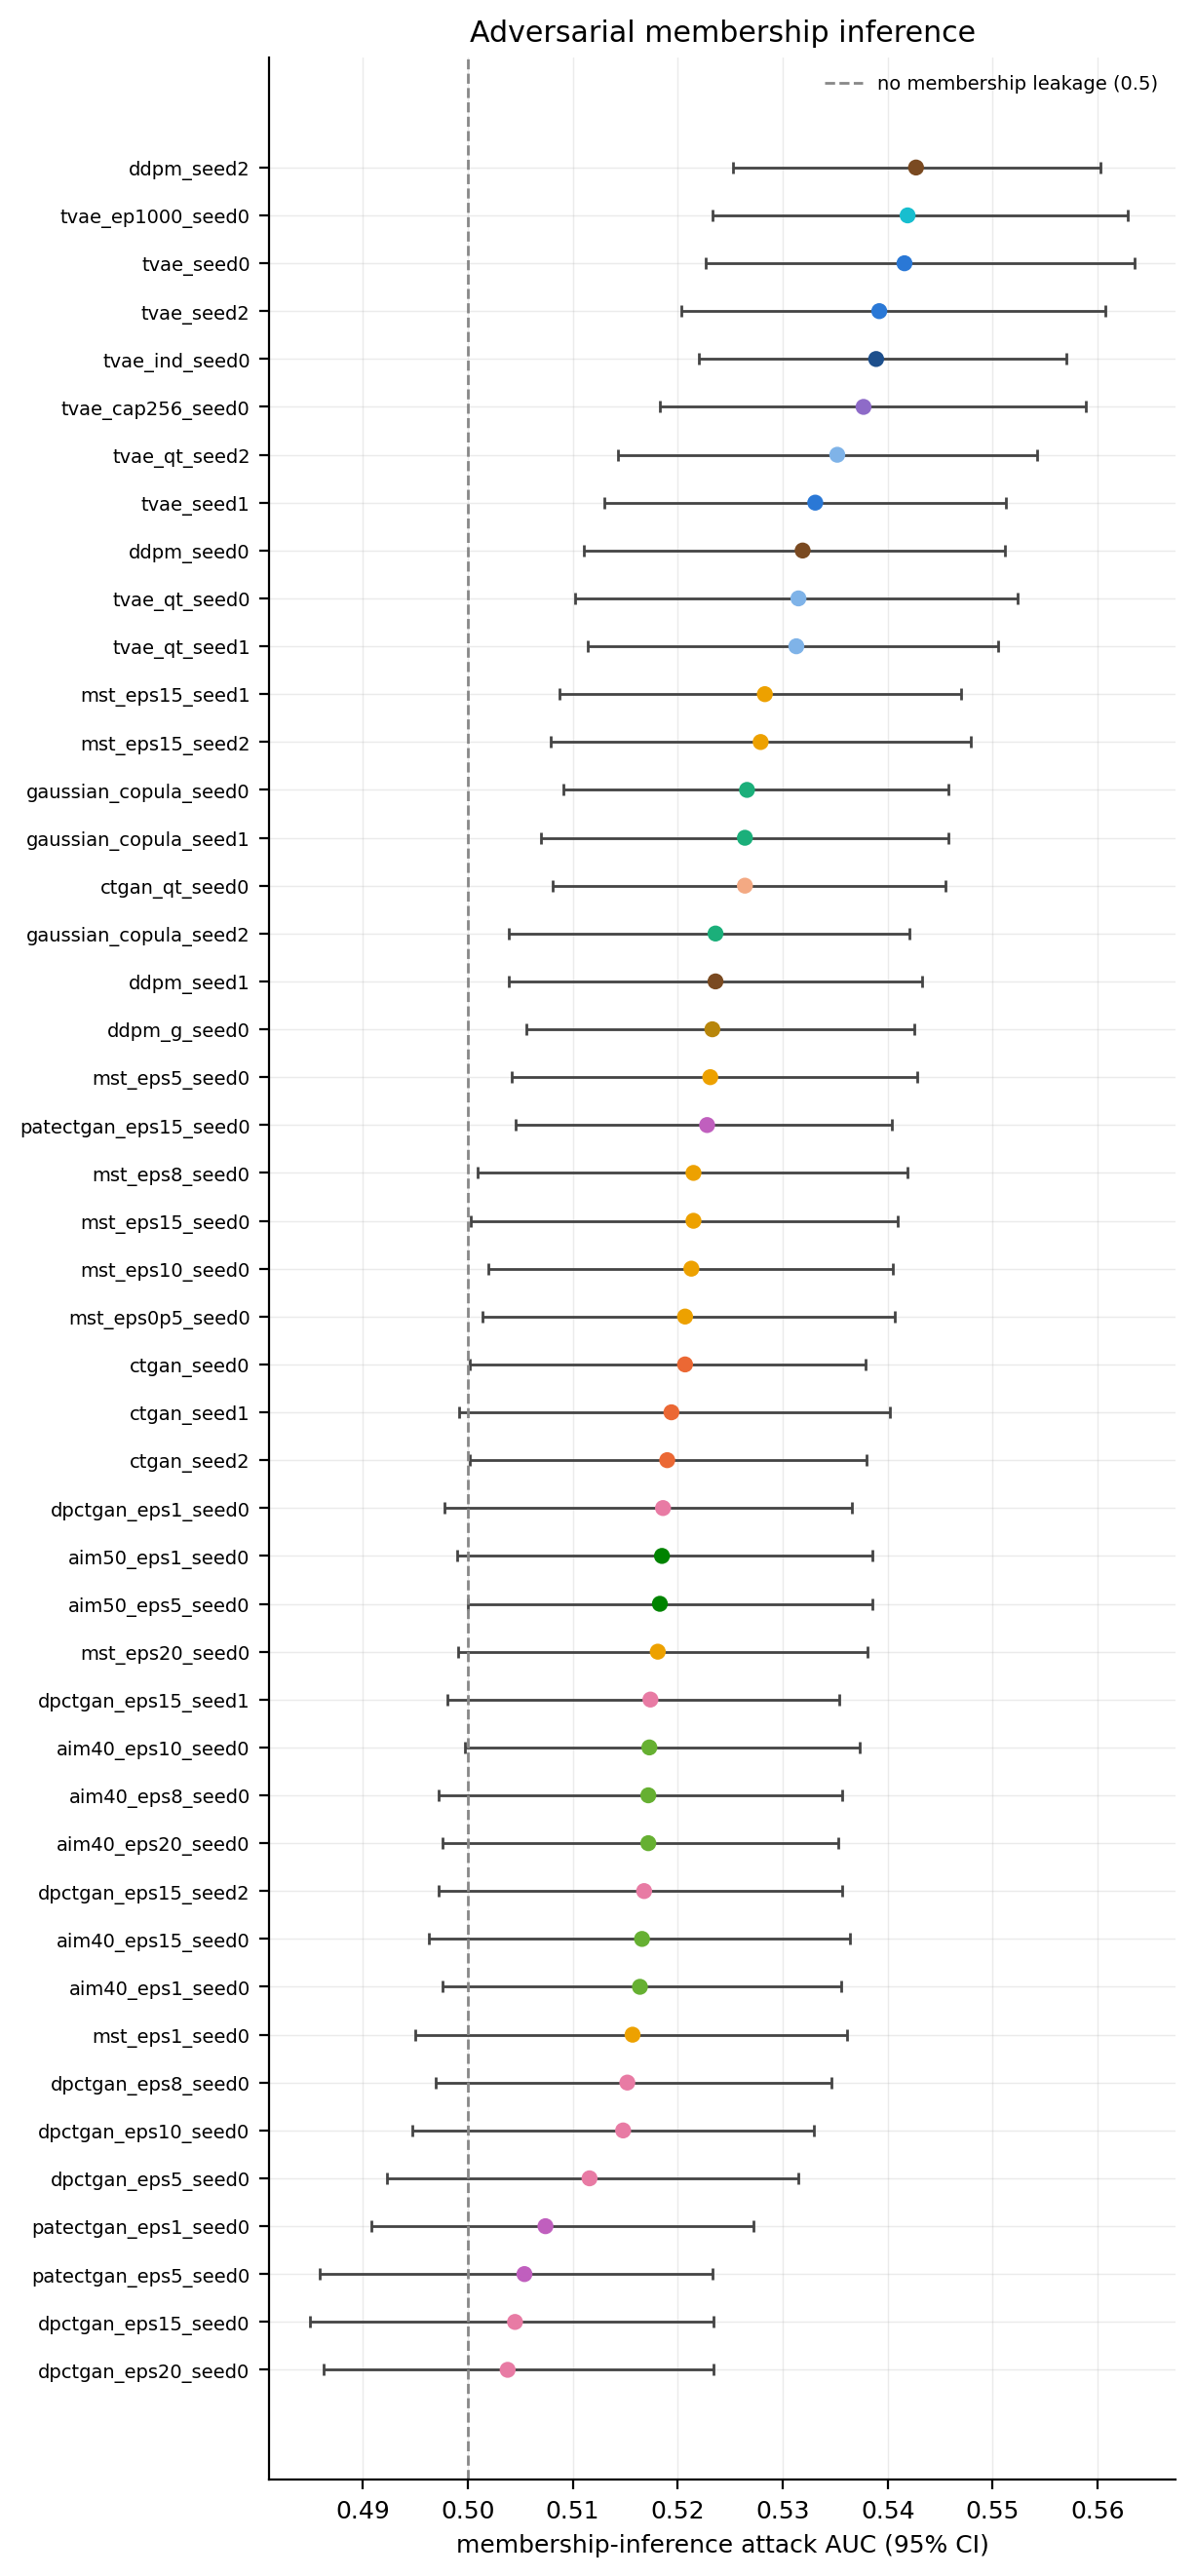 Adversarial membership inference
no membership leakage (0.5)
ddpm_seed2
tvae_ep1000_seed0
tvae_seed0
tvae_seed2
tvae_ind_seed0
tvae_cap256_seed0
tvae_qt_seed2
tvae_seed1
ddpm_seed0
tvae_qt_seed0
tvae_qt_seed1
mst_eps15_seed1
mst_eps15_seed2
gaussian_copula_seed0
gaussian_copula_seed1
ctgan_qt_seed0
gaussian_copula_seed2
ddpm_seed1
ddpm_g_seed0
mst_eps5_seed0
patectgan_eps15_seed0
mst_eps8_seed0
mst_eps15_seed0
mst_eps10_seed0
mst_eps0p5_seed0
ctgan_seed0
ctgan_seed1
ctgan_seed2
dpctgan_eps1_seed0
aim50_eps1_seed0
aim50_eps5_seed0
mst_eps20_seed0
dpctgan_eps15_seed1
aim40_eps10_seed0
aim40_eps8_seed0
aim40_eps20_seed0
dpctgan_eps15_seed2
aim40_eps15_seed0
aim40_eps1_seed0
mst_eps1_seed0
dpctgan_eps8_seed0
dpctgan_eps10_seed0
dpctgan_eps5_seed0
patectgan_eps1_seed0
patectgan_eps5_seed0
dpctgan_eps15_seed0
dpctgan_eps20_seed0
0.49 0.50 0.51 0.52 0.53 0.54 0.55 0.56
membership-inference attack AUC (95% CI)